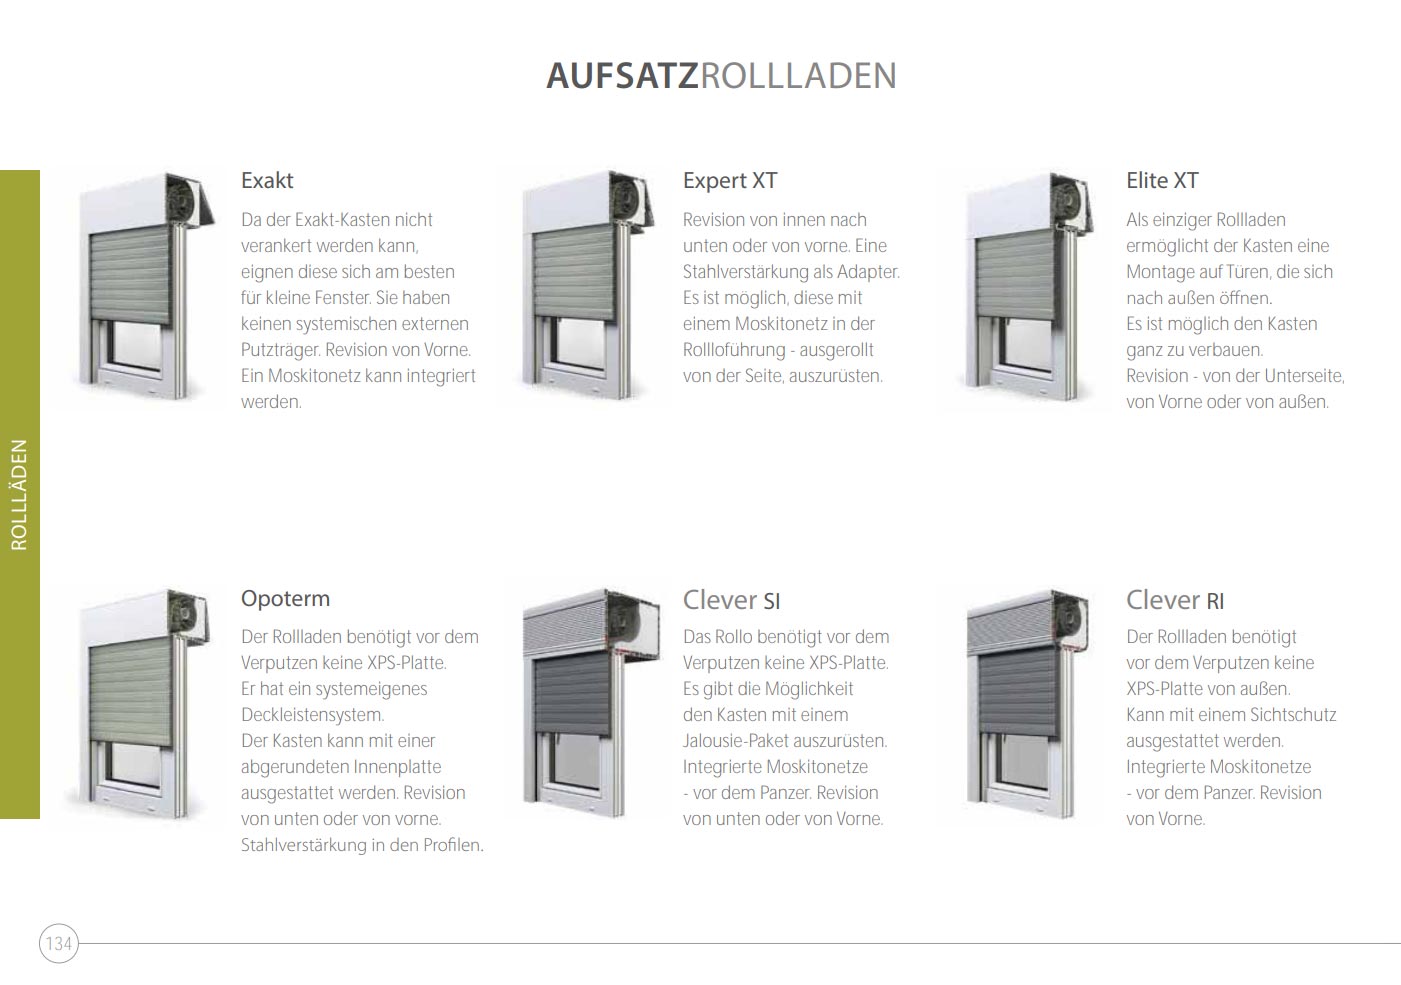 AUFSATZROLLLADEN
Exakt
Da der Exakt-Kasten nicht
verankert werden kann,
eignen diese sich am besten
für kleine Fenster. Sie haben
keinen systemischen externen
Putzträger. Revision von Vorne.
Ein Moskitonetz kann integriert
werden.
Expert XT
Revision von innen nach
unten oder von vorne. Eine
Stahlverstärkung als Adapter.
Es ist möglich, diese mit
einem Moskitonetz in der
Rollloführung - ausgerollt
von der Seite, auszurüsten.
Elite XT
Als einziger Rollladen
ermöglicht der Kasten eine
Montage auf Türen, die sich
nach außen öffnen.
Es ist möglich den Kasten
ganz zu verbauen.
Revision - von der Unterseite,
von Vorne oder von außen.
ROLLLÄDEN
Opoterm
Der Rollladen benötigt vor dem
Verputzen keine XPS-Platte.
Er hat ein systemeigenes
Deckleistensystem.
Der Kasten kann mit einer
abgerundeten Innenplatte
ausgestattet werden. Revision
von unten oder von vorne.
Stahlverstärkung in den Profilen.
Clever SI
Das Rollo benötigt vor dem
Verputzen keine XPS-Platte.
Es gibt die Möglichkeit
den Kasten mit einem
Jalousie-Paket auszurüsten.
Integrierte Moskitonetze
- vor dem Panzer. Revision
von unten oder von Vorne.
Clever RI
Der Rollladen benötigt
vor dem Verputzen keine
XPS-Platte von außen.
Kann mit einem Sichtschutz
ausgestattet werden.
Integrierte Moskitonetze
- vor dem Panzer. Revision
von Vorne.
134